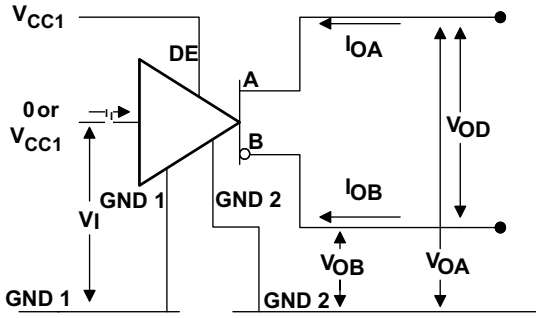 VCC1
DE
A
IOA
0 or
VCC1
II
B
VOD
IOB
GND 1
GND 2
VI
VOB
VOA
GND 1
GND 2